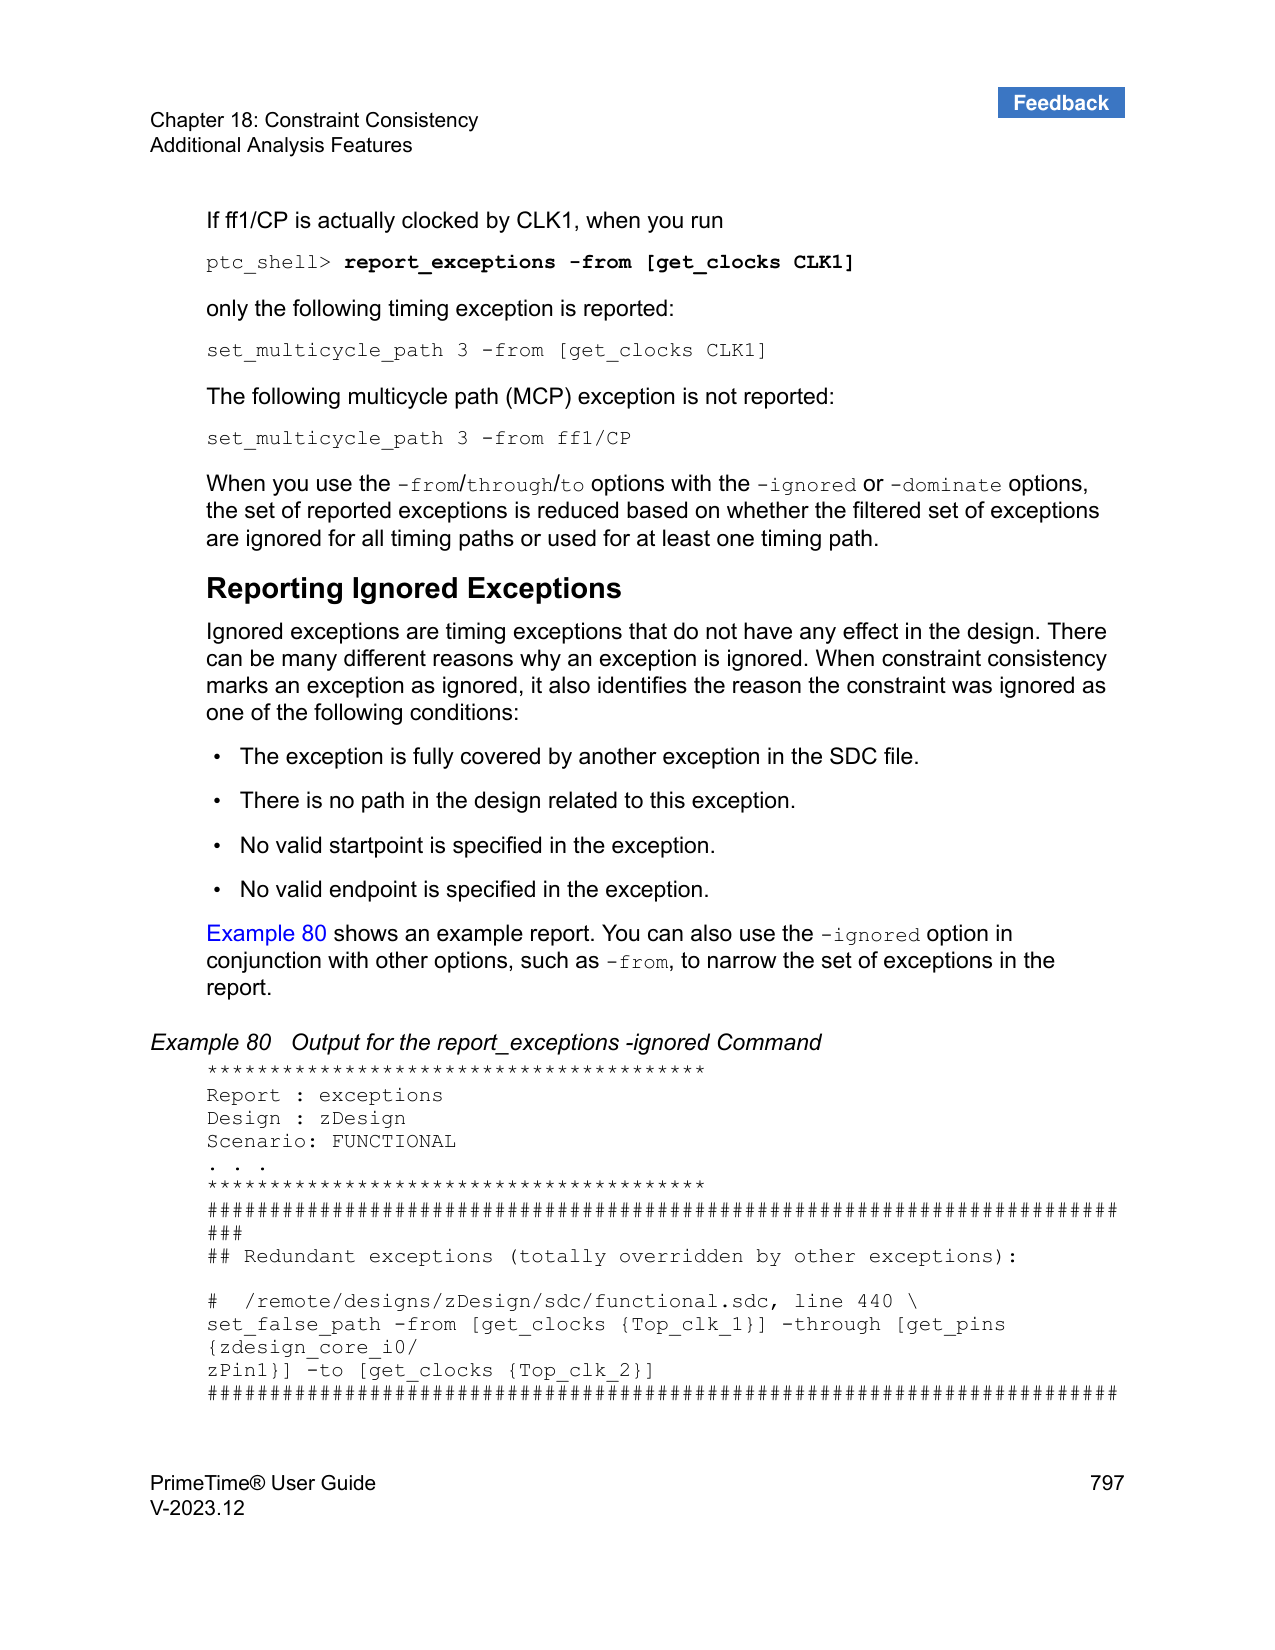 Feedback
Chapter 18: Constraint Consistency
Additional Analysis Features
If ff1/CP is actually clocked by CLK1, when you run
ptc_shell> report_exceptions -from [get_clocks CLK1]
only the following timing exception is reported:
set_multicycle_path 3 -from [get_clocks CLK1]
The following multicycle path (MCP) exception is not reported:
set_multicycle_path 3 -from ff1/CP
When you use the -from/through/to options with the -ignored or -dominate options,
the set of reported exceptions is reduced based on whether the filtered set of exceptions
are ignored for all timing paths or used for at least one timing path.
Reporting Ignored Exceptions
Ignored exceptions are timing exceptions that do not have any effect in the design. There
can be many different reasons why an exception is ignored. When constraint consistency
marks an exception as ignored, it also identifies the reason the constraint was ignored as
one of the following conditions:
• The exception is fully covered by another exception in the SDC file.
• There is no path in the design related to this exception.
• No valid startpoint is specified in the exception.
• No valid endpoint is specified in the exception.
Example 80 shows an example report. You can also use the -ignored option in
conjunction with other options, such as -from, to narrow the set of exceptions in the
report.
Example 80 Output for the report_exceptions -ignored Command
****************************************
Report : exceptions
Design : zDesign
Scenario: FUNCTIONAL
. . .
****************************************
#########################################################################
###
## Redundant exceptions (totally overridden by other exceptions):
# /remote/designs/zDesign/sdc/functional.sdc, line 440 \
set_false_path -from [get_clocks {Top_clk_1}] -through [get_pins
{zdesign_core_i0/
zPin1}] -to [get_clocks {Top_clk_2}]
#########################################################################
PrimeTime® User Guide
797
V-2023.12